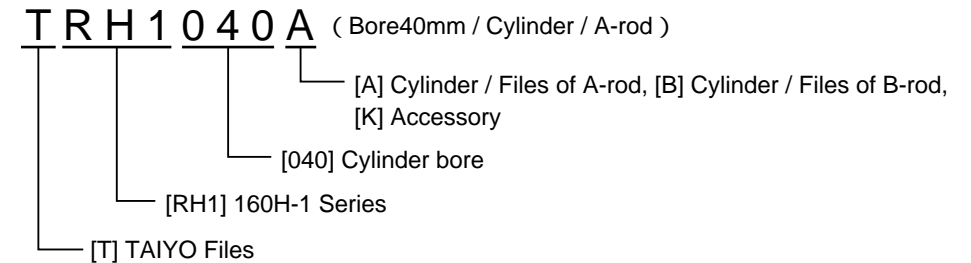 TRH1040A ( Bore40mm / Cylinder / A-rod )
[A] Cylinder / Files of A-rod, [B] Cylinder / Files of B-rod,
[K] Accessory
[040] Cylinder bore
[RH1] 160H-1 Series
[T] TAIYO Files